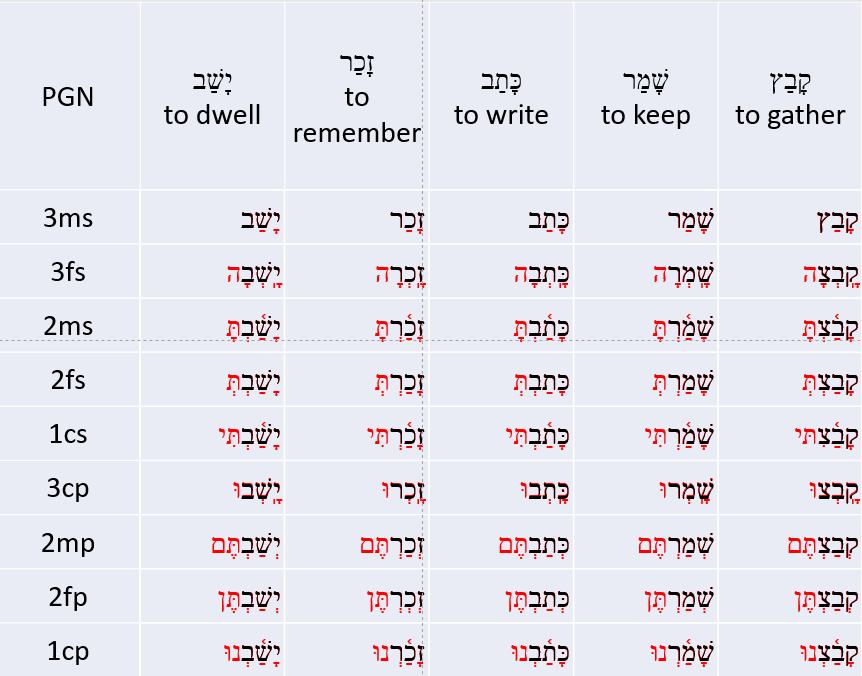 PGN
יָשַׁב
to dwell
זָכַר
to
remember
כָּתַב
to write
שָׁמַר
to keep
קָבַץ
to gather
3ms יָשַׁב זָכַר כָּתַב שָׁמַר קָבַץ
3fs יָֽשְׁבָה זָֽכְרָה כָּֽתְבָה שָֽׁמְרָה קָֽבְצָה
2ms יָשַׁ֫בְתָּ זָכַ֫רְתָּ כָּתַ֫בְתָּ שָׁמַ֫רְתָּ קָבַ֫צְתָּ
2fs יָשַׁבְתְּ זָכַרְתְּ כָּתַבְתְּ שָׁמַרְתְּ קָבַצְתְּ
1cs יָשַׁ֫בְתִּי זָכַ֫רְתִּי כָּתַ֫בְתִּי שָׁמַ֫רְתִּי קָבַ֫צְתִּי
3cp יָֽשְׁבוּ זָֽכְרוּ כָּֽתְבוּ שָֽׁמְרוּ קָֽבְצוּ
2mp יְשַׁבְתֶּם זְכַרְתֶּם כְּתַבְתֶּם שְׁמַרְתֶּם קְבַצְתֶּם
2fp יְשַׁבְתֶּן זְכַרְתֶּן כְּתַבְתֶּן שְׁמַרְתֶּן קְבַצְתֶּן
1cp יָשַׁ֫בְנוּ זָכַ֫רְנוּ כָּתַ֫בְנוּ שָׁמַ֫רְנוּ קָבַ֫צְנוּ